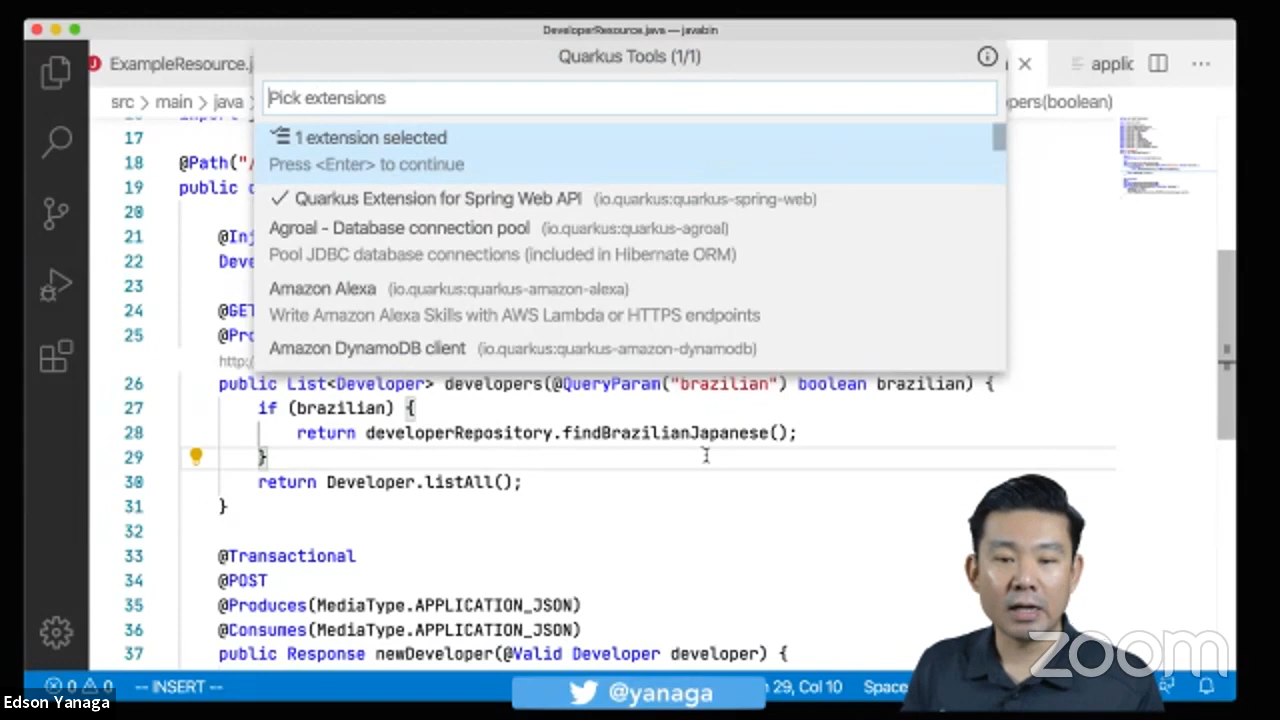 DeveloperResource.java — javabin
ExampleResource.j
Quarkus Tools (1/1)
applic
src > main > java
Pick extensions
pers(boolean)
1 extension selected
Press <Enter> to continue
Quarkus Extension for Spring Web API (io.quarkus:quarkus-spring-web)
Agroal - Database connection pool (io.quarkus:quarkus-agroal)
Pool JDBC database connections (included in Hibernate ORM)
Amazon Alexa (io.quarkus:quarkus-amazon-alexa)
Write Amazon Alexa Skills with AWS Lambda or HTTPS endpoints
Amazon DynamoDB client (io.quarkus:quarkus-amazon-dynamodb)
17
18 @Path("/
19 public c
20
21 @Inj
22 Deve
23
24 @GET
25 @Pro
http:/
26 public List<Developer> developers(@QueryParam("brazilian") boolean brazilian) {
27 if (brazilian) {
28 return developerRepository.findBrazilianJapanese();
29 }
30 return Developer.listAll();
31 }
32
33 @Transactional
34 @POST
35 @Produces(MediaType.APPLICATION_JSON)
36 @Consumes(MediaType.APPLICATION_JSON)
37 public Response newDeveloper(@Valid Developer developer) {
0 0 -- INSERT --
@yanaga
n 29, Col 10 Space
zoom
Edson Yanaga